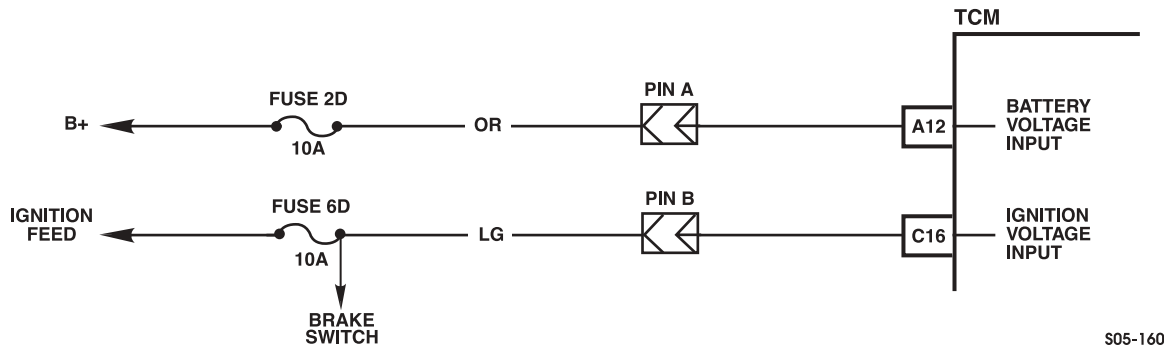 TCM
FUSE 2D
PIN A
B+
OR
A12
BATTERY
VOLTAGE
INPUT
10A
FUSE 6D
PIN B
IGNITION
FEED
LG
C16
IGNITION
VOLTAGE
INPUT
10A
BRAKE
SWITCH
S05-160